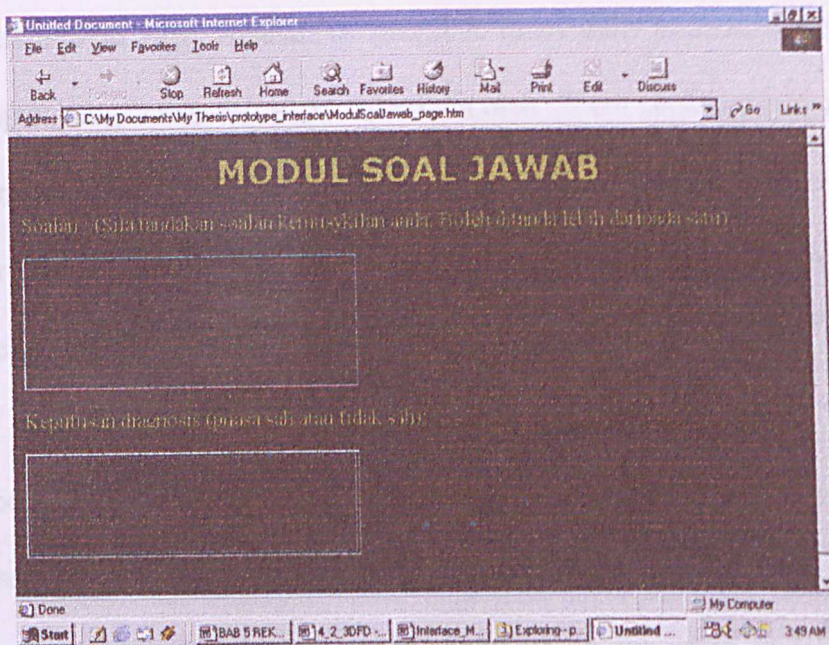 Untitled Document - Microsoft Internet Explorer
File Edit View Favorites Tools Help
Back Forward Stop Refresh Home Search Favorites History Mail Print Edit Discuss
Address C:\My Documents\My Thesis\prototype_interface\ModulSoalJawab_page.htm Go Links »
MODUL SOAL JAWAB
Soalan : (Sila tandakan soalan kemusykilan anda. Boleh ditanda lebih daripada satu)
Keputusan diagnosis (puasa sah atau tidak sah):
Done My Computer
Start BAB 5 REK... 4_2_3DFD -... Interface_M... Exploring - p... Untitled ... 3:49 AM